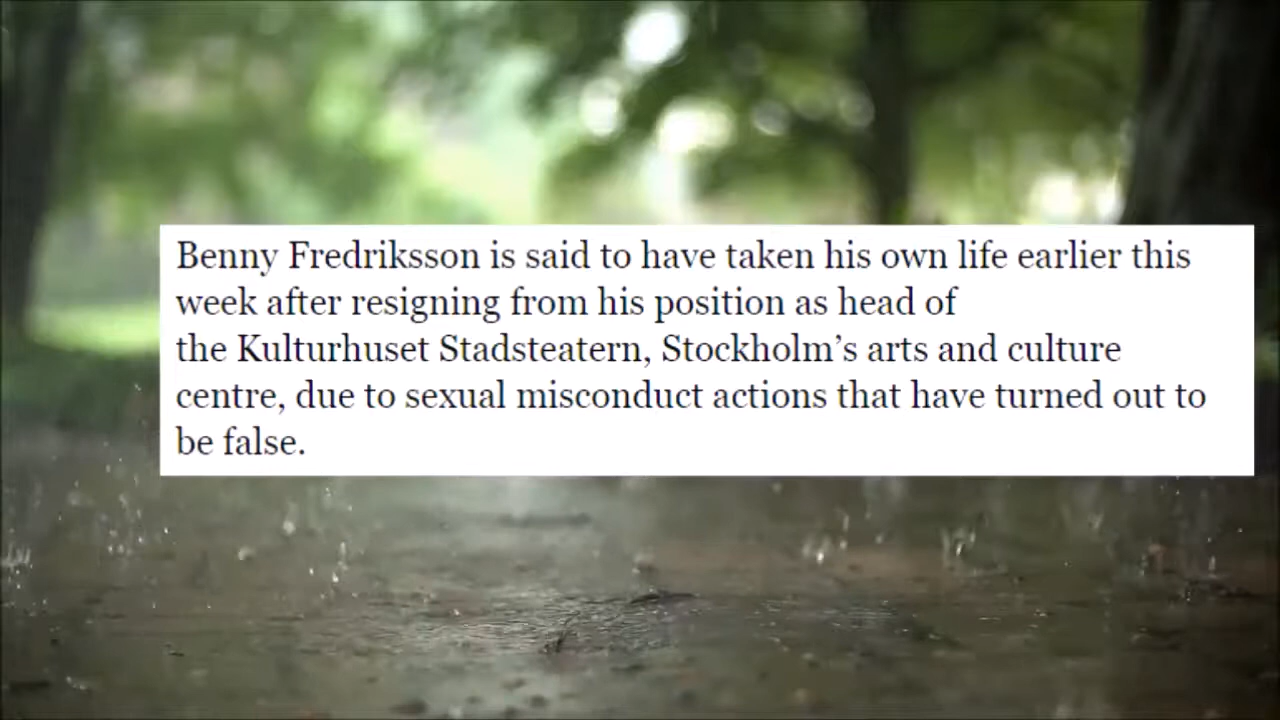 Benny Fredriksson is said to have taken his own life earlier this
week after resigning from his position as head of
the Kulturhuset Stadsteatern, Stockholm’s arts and culture
centre, due to sexual misconduct actions that have turned out to
be false.